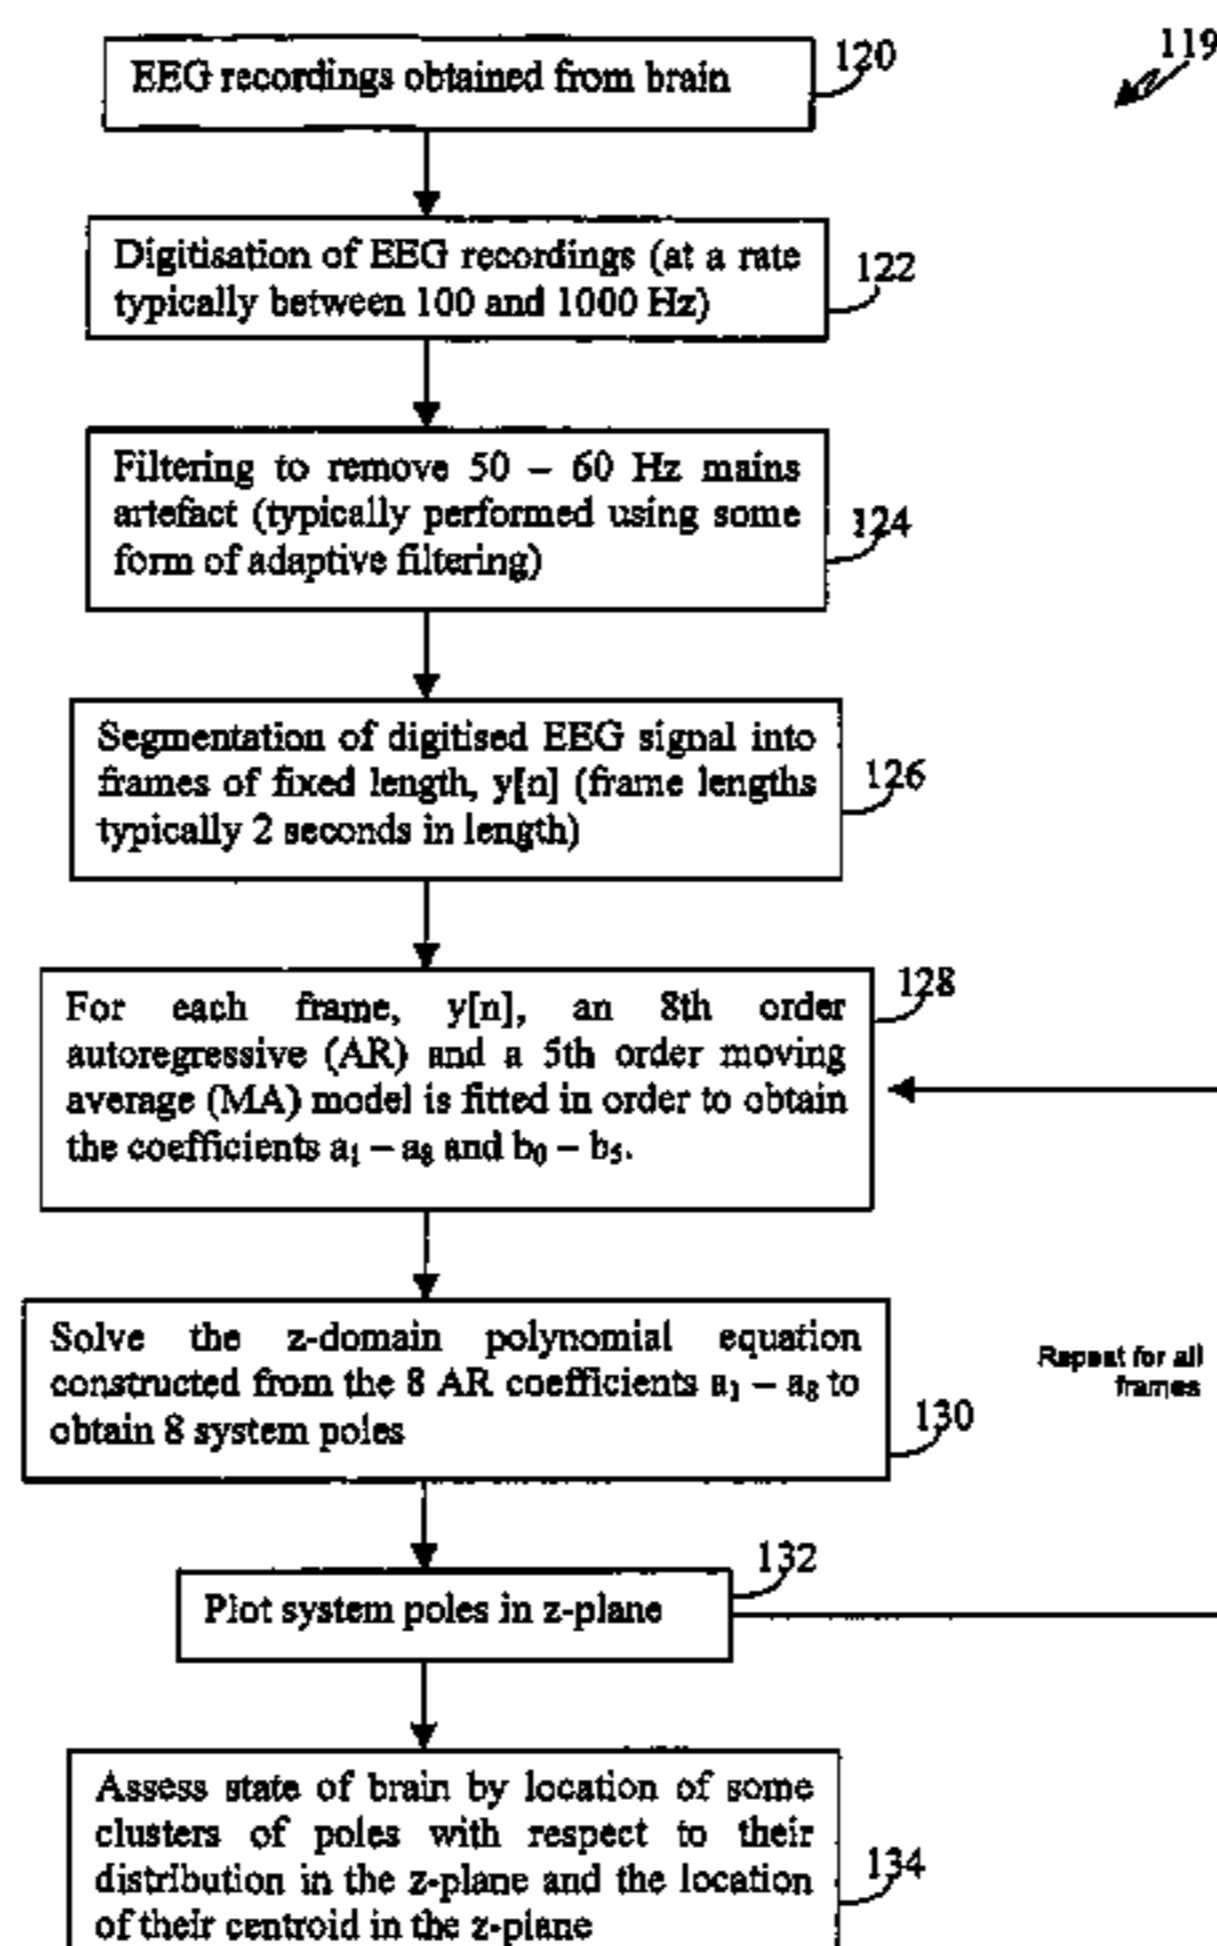 119
EEG recordings obtained from brain
120
Digitisation of EEG recordings (at a rate
typically between 100 and 1000 Hz)
122
Filtering to remove 50 – 60 Hz mains
artefact (typically performed using some
form of adaptive filtering)
124
Segmentation of digitised EEG signal into
frames of fixed length, y[n] (frame lengths
typically 2 seconds in length)
126
For each frame, y[n], an 8th order
autoregressive (AR) and a 5th order moving
average (MA) model is fitted in order to obtain
the coefficients a₁ – a₈ and b₀ – b₅.
128
Solve the z-domain polynomial equation
constructed from the 8 AR coefficients a₁ – a₈ to
obtain 8 system poles
130
Repeat for all
frames
Plot system poles in z-plane
132
Assess state of brain by location of some
clusters of poles with respect to their
distribution in the z-plane and the location
of their centroid in the z-plane
134